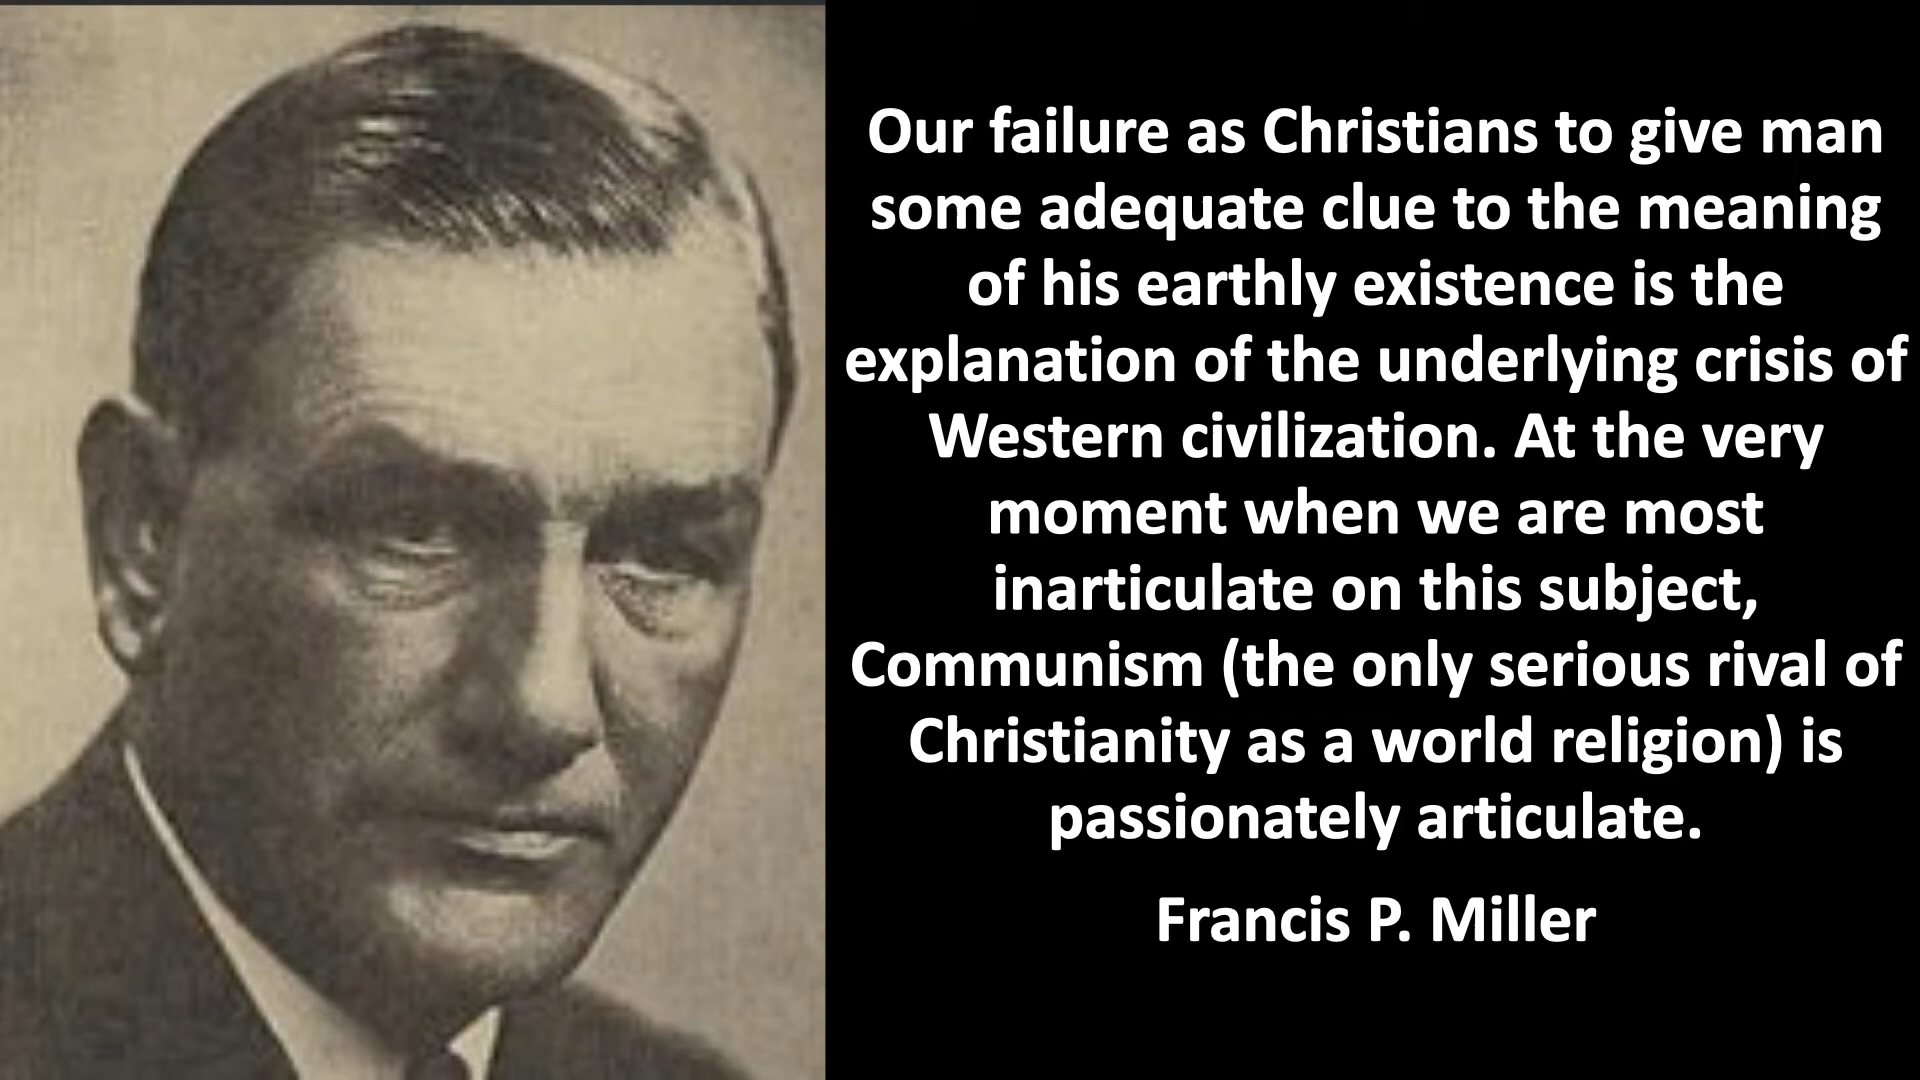 Our failure as Christians to give man
some adequate clue to the meaning
of his earthly existence is the
explanation of the underlying crisis of
Western civilization. At the very
moment when we are most
inarticulate on this subject,
Communism (the only serious rival of
Christianity as a world religion) is
passionately articulate.
Francis P. Miller